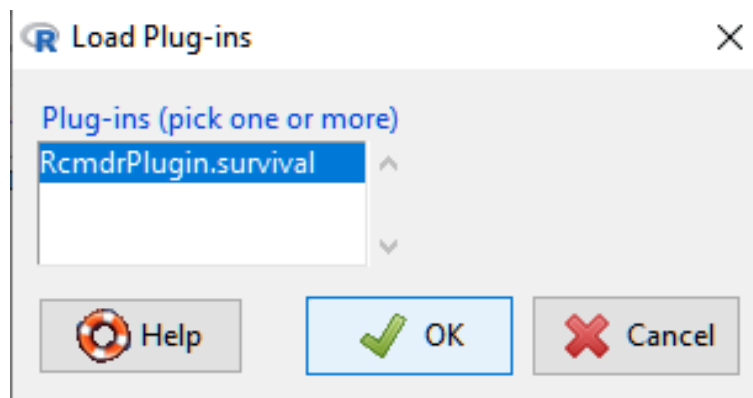 Load Plug-ins
Plug-ins (pick one or more)
RcmdrPlugin.survival
Help
OK
Cancel